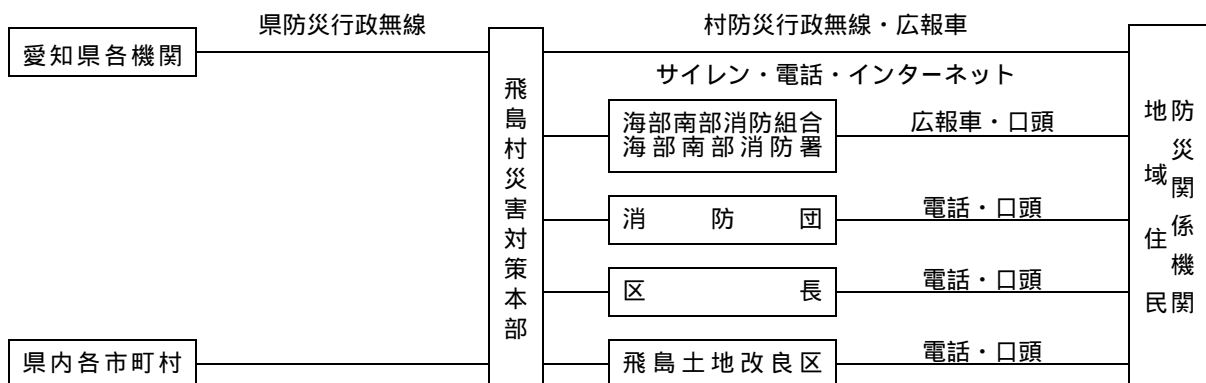 県防災行政無線
村防災行政無線・広報車
愛知県各機関
サイレン・電話・インターネット
飛島村災害対策本部
海部南部消防組合
海部南部消防署
広報車・口頭
消防団
電話・口頭
区長
電話・口頭
県内各市町村
飛島土地改良区
電話・口頭
防災関係機関
地域住民